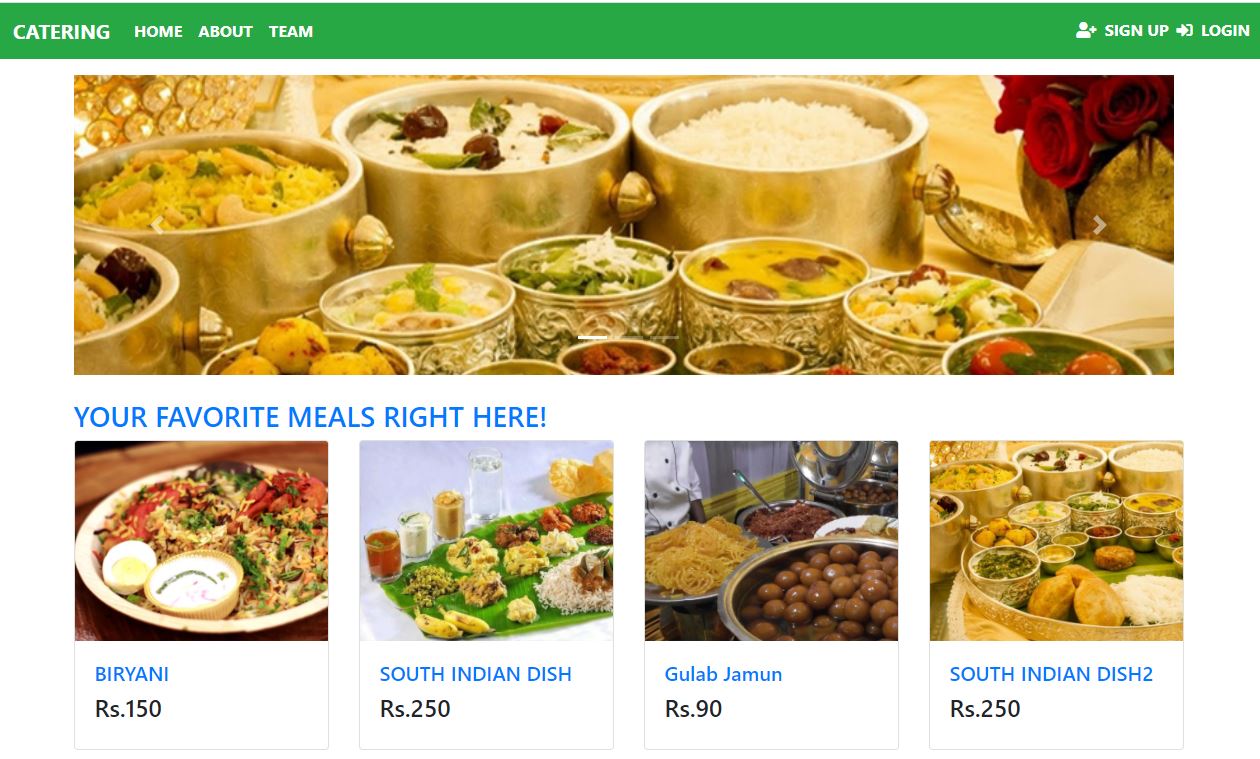 CATERING HOME ABOUT TEAM SIGN UP LOGIN
YOUR FAVORITE MEALS RIGHT HERE!
BIRYANI
Rs.150
SOUTH INDIAN DISH
Rs.250
Gulab Jamun
Rs.90
SOUTH INDIAN DISH2
Rs.250